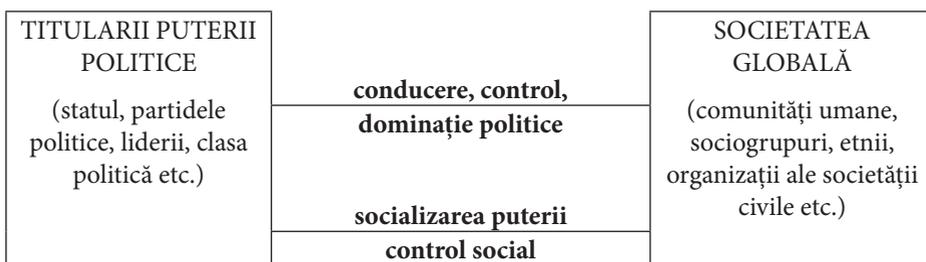 TITULARII PUTERII
POLITICE
(statul, partidele
politice, liderii, clasa
politică etc.)
conducere, control,
dominație politice
socializarea puterii
control social
SOCIETATEA
GLOBALĂ
(comunități umane,
sociogrupuri, etnii,
organizații ale societății
civile etc.)